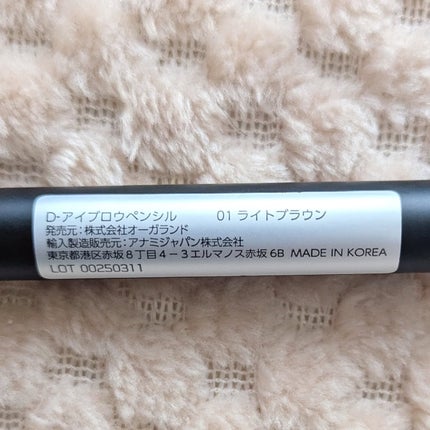 D-アイブロウペンシル 01 ライトブラウン
発売元:株式会社オーガランド
輸入製造販売元:アナミジャパン株式会社
東京都港区赤坂8丁目4-3エルマノス赤坂 6B MADE IN KOREA
LOT 00250311